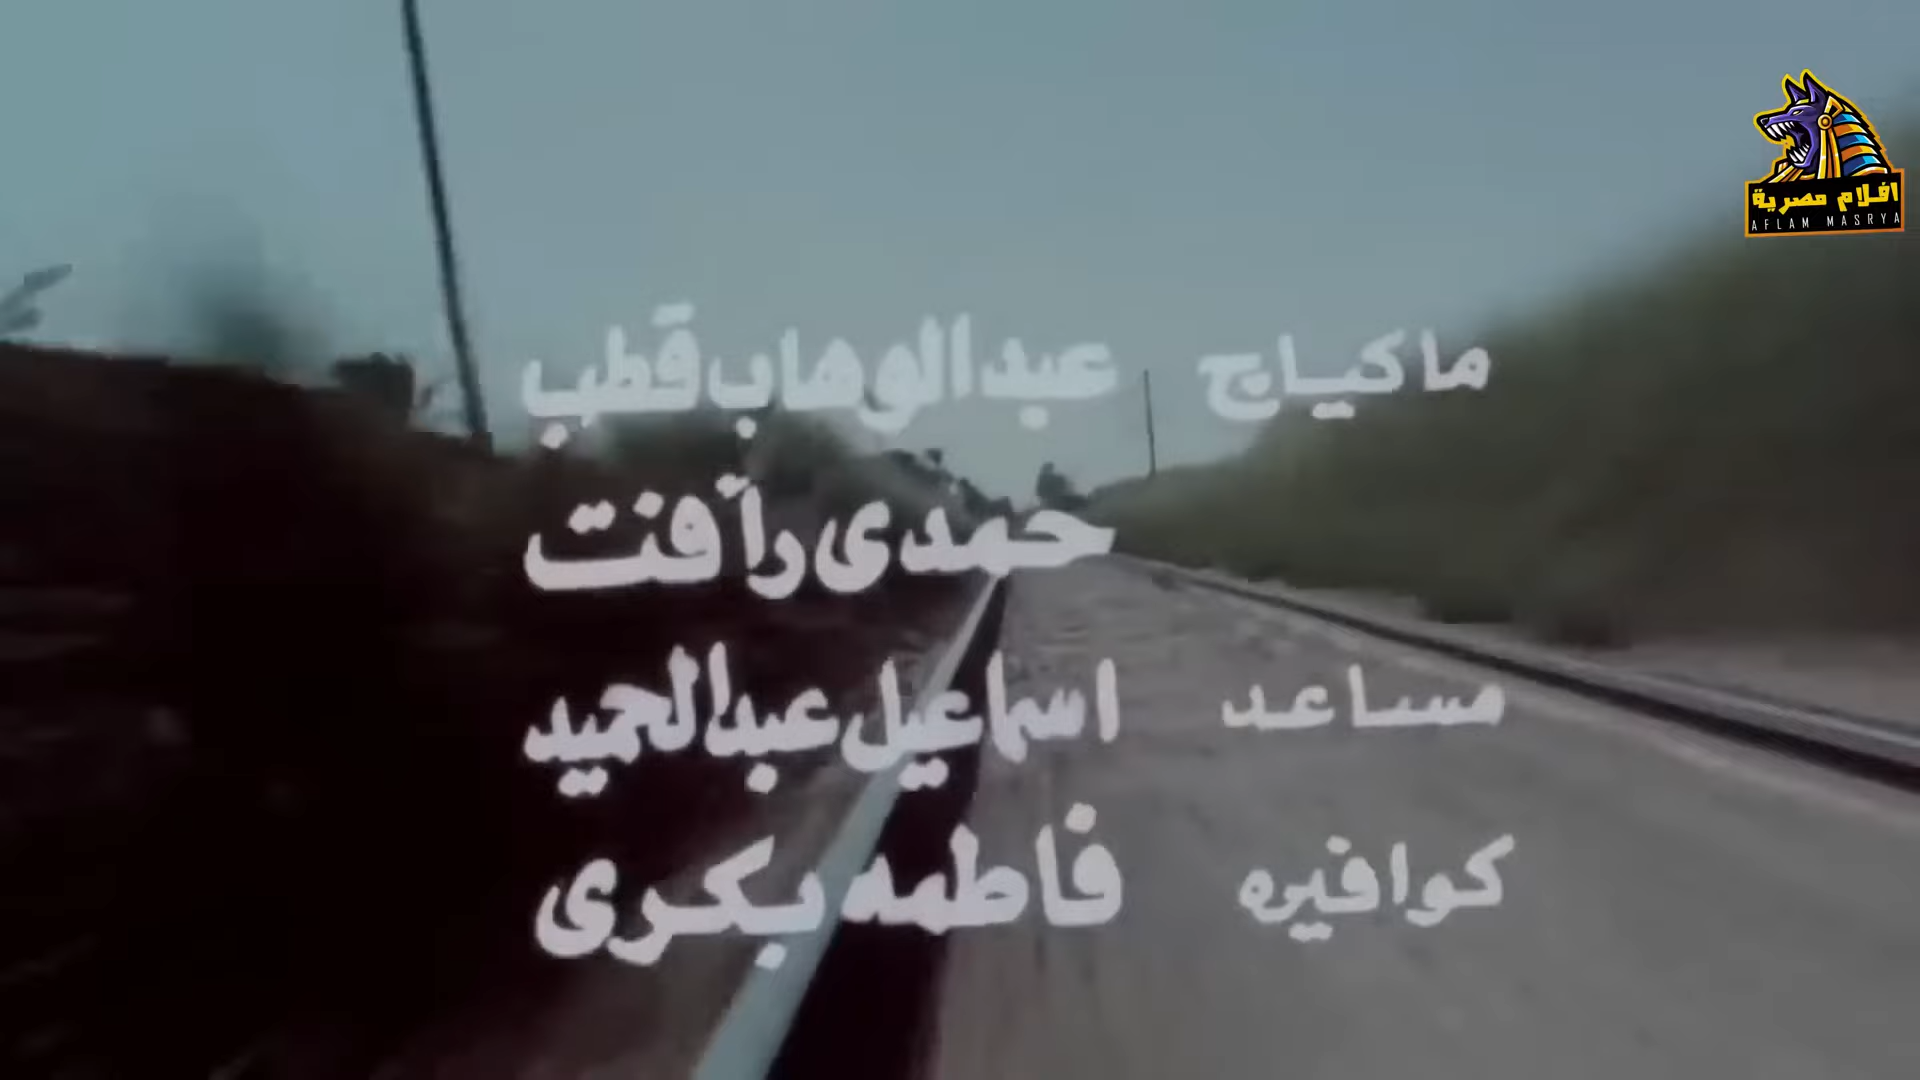 افلام مصرية
AFLAM MASRYA
ماكياج عبدالوهاب قطب
حمدى رأفت
مساعد اسماعيل عبدالحميد
كوافيره فاطمه بكرى